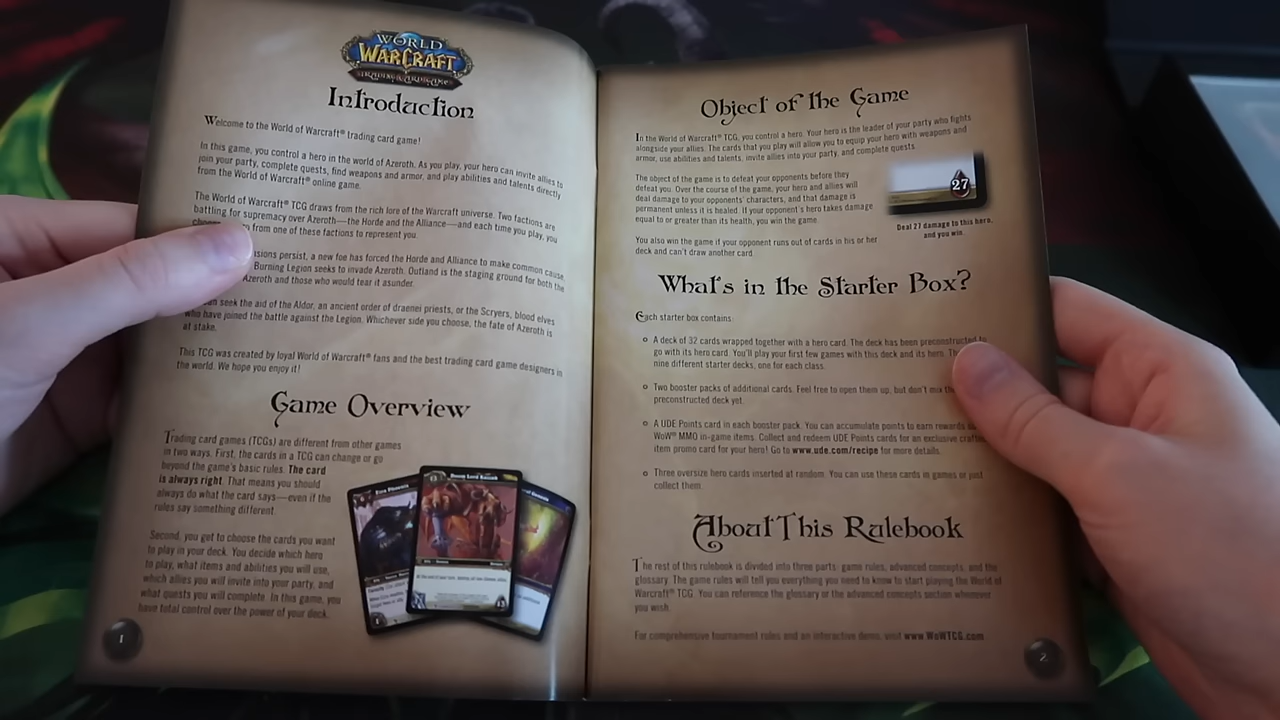 WORLD
WARCRAFT
TRADING CARD GAME
Introduction
Welcome to the World of Warcraft® trading card game!
In this game, you control a hero in the world of Azeroth. As you play, your hero can invite allies to
join your party, complete quests, find weapons and armor, and play abilities and talents directly
from the World of Warcraft® online game.
The World of Warcraft® TCG draws from the rich lore of the Warcraft universe. Two factions are
battling for supremacy over Azeroth—the Horde and the Alliance—and each time you play, you
from one of these factions to represent you.
persist, a new foe has forced the Horde and Alliance to make common cause.
Burning Legion seeks to invade Azeroth. Outland is the staging ground for both the
Azeroth and those who would tear it asunder.
seek the aid of the Aldor, an ancient order of draenei priests, or the Scryers, blood elves
who have joined the battle against the Legion. Whichever side you choose, the fate of Azeroth is
at stake.
This TCG was created by loyal World of Warcraft® fans and the best trading card game designers in
the world. We hope you enjoy it!
Game Overview
Trading card games (TCGs) are different from other games
in two ways. First, the cards in a TCG can change or go
beyond the game's basic rules. The card
is always right. That means you should
always do what the card says—even if the
rules say something different.
Second, you get to choose the cards you want
to play in your deck. You decide which hero
to play, what items and abilities you will use,
which allies you will invite into your party, and
what quests you will complete. In this game, you
have total control over the power of your deck.
1
Object of the Game
In the World of Warcraft® TCG, you control a hero. Your hero is the leader of your party who fights
alongside your allies. The cards that you play will allow you to equip your hero with weapons and
armor, use abilities and talents, invite allies into your party, and complete quests.
The object of the game is to defeat your opponents before they
defeat you. Over the course of the game, your hero and allies will
deal damage to your opponents' characters, and that damage is
permanent unless it is healed. If your opponent's hero takes damage
equal to or greater than its health, you win the game.
27
Deal 27 damage to this hero,
and you win.
You also win the game if your opponent runs out of cards in his or her
deck and can't draw another card.
What's in the Starter Box?
Each starter box contains:
A deck of 32 cards wrapped together with a hero card. The deck has been preconstructed to
go with its hero card. You'll play your first few games with this deck and its hero.
nine different starter decks, one for each class.
Two booster packs of additional cards. Feel free to open them up, but don't mix
preconstructed deck yet.
A UDE Points card in each booster pack. You can accumulate points to earn rewards
WoW® MMO in-game items. Collect and redeem UDE Points cards for an exclusive
item promo card for your hero! Go to www.ude.com/recipe for more details.
Three oversize hero cards inserted at random. You can use these cards in games or just
collect them.
About This Rulebook
The rest of this rulebook is divided into three parts: game rules, advanced concepts, and the
glossary. The game rules will tell you everything you need to know to start playing the World of
Warcraft® TCG. You can reference the glossary or the advanced concepts section whenever
you wish.
For comprehensive tournament rules and an interactive demo, visit www.WoWTCG.com
2